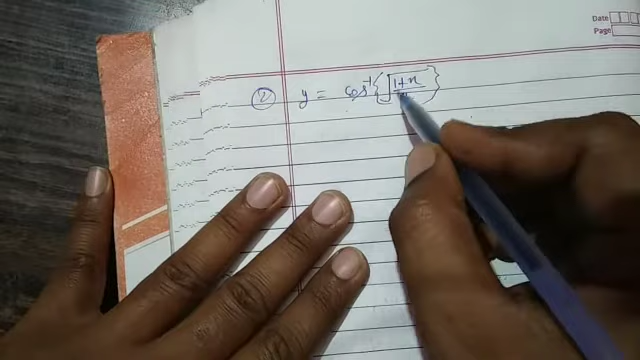 Date
Page
② y = cos⁻¹{√1+x